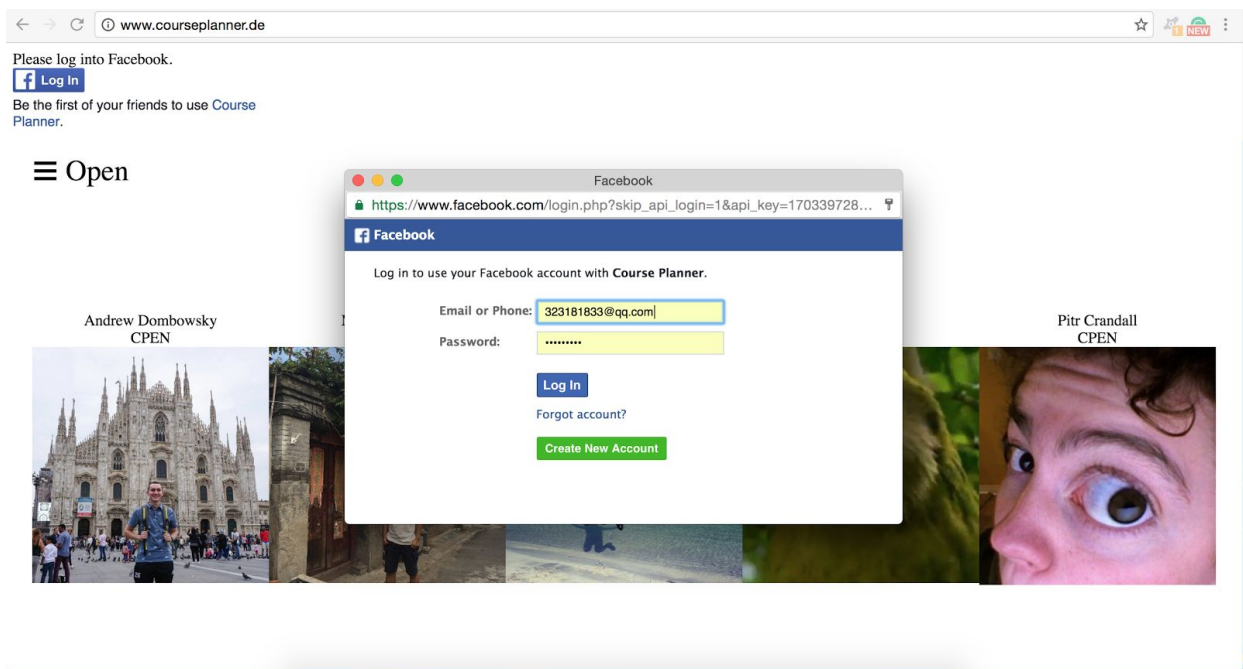 www.courseplanner.de
NEW
Please log into Facebook.
f Log In
Be the first of your friends to use Course
Planner.
Open
Facebook
https://www.facebook.com/login.php?skip_api_login=1&api_key=170339728...
f Facebook
Log in to use your Facebook account with Course Planner.
Email or Phone: 323181833@qq.com
Password: •••••••••
Log In
Forgot account?
Create New Account
Andrew Dombowsky
CPEN
Pitr Crandall
CPEN